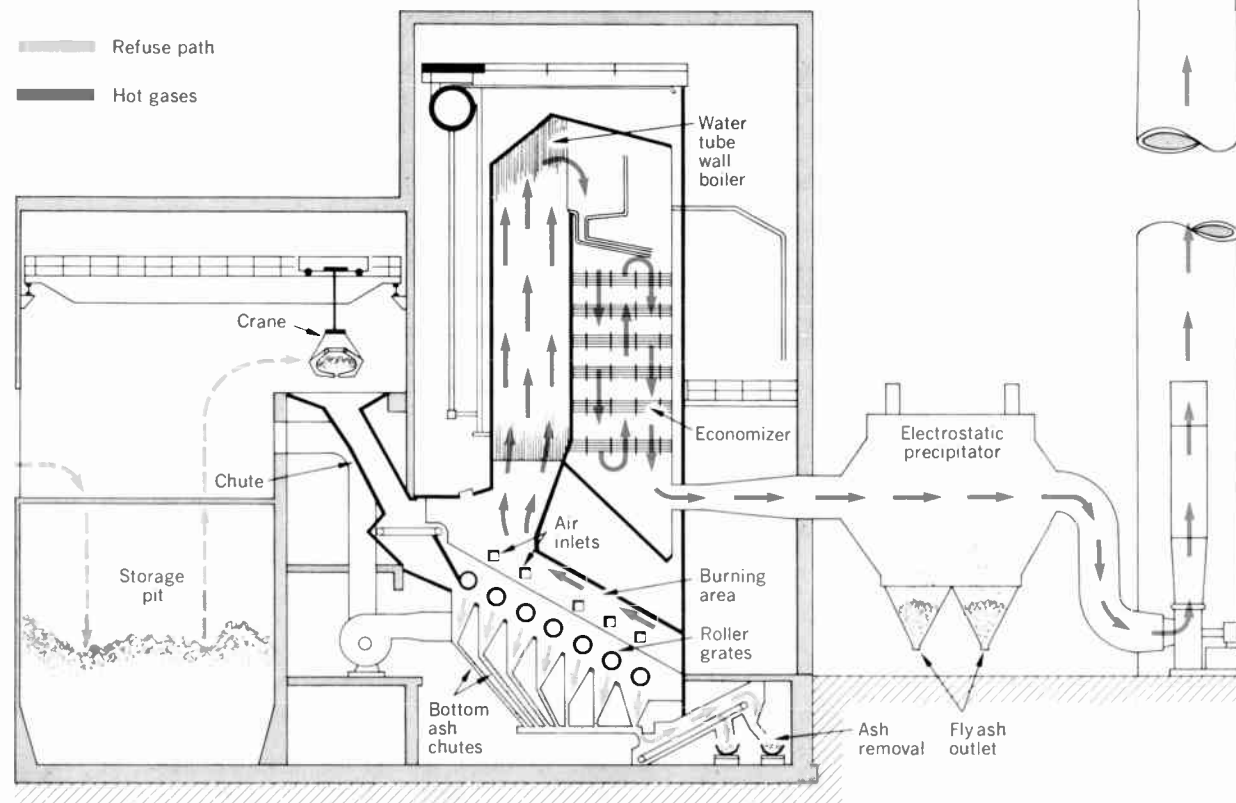 Refuse path
Hot gases
Water
tube
wall
boiler
Crane
Economizer
Electrostatic
precipitator
Chute
Air
inlets
Storage
pit
Burning
area
Roller
grates
Bottom
ash
chutes
Ash
removal
Fly ash
outlet